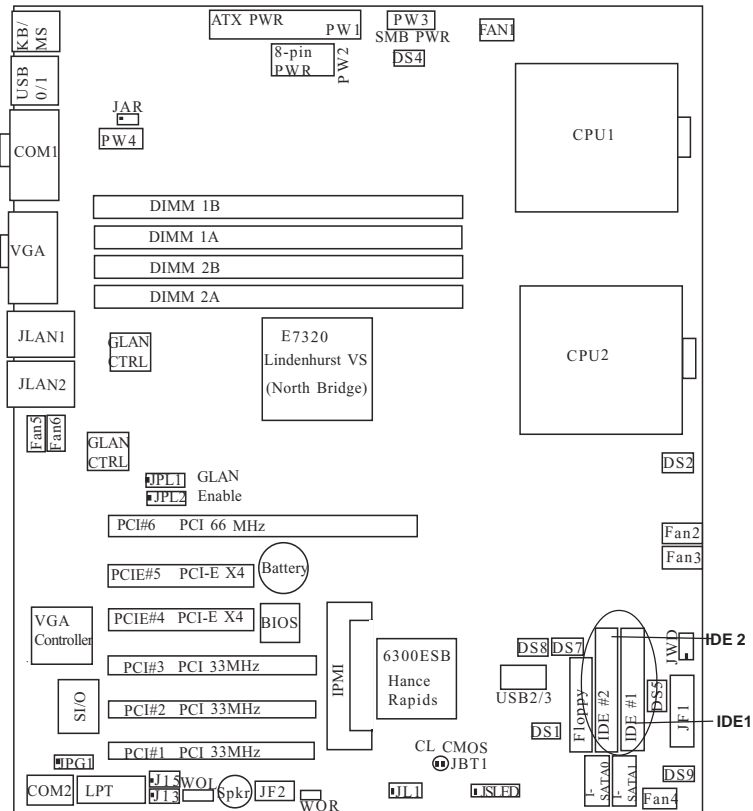 KB/
MS
ATX PWR
PW1
PW3
SMB PWR
FAN1
8-pin
PWR
PW2
DS4
USB
0/1
JAR
PW4
COM1
CPU1
DIMM 1B
DIMM 1A
DIMM 2B
DIMM 2A
VGA
JLAN1
JLAN2
GLAN
CTRL
E7320
Lindenhurst VS
(North Bridge)
CPU2
Fan5
Fan6
GLAN
CTRL
JPL1
GLAN
JPL2
Enable
DS2
PCI#6 PCI 66 MHz
Fan2
Fan3
PCIE#5 PCI-E X4
Battery
PCIE#4 PCI-E X4
BIOS
VGA
Controller
IPMI
6300ESB
Hance
Rapids
DS8
DS7
JWD
IDE 2
PCI#3 PCI 33MHz
USB2/3
Floppy
IDE #2
IDE #1
DS5
JF1
IDE1
SI/O
PCI#2 PCI 33MHz
DS1
PCI#1 PCI 33MHz
CL CMOS
JBT1
JPG1
I-
SATA0
I-
SATA1
DS9
Fan4
COM2
LPT
J15
J13
WOL
Spkr
JF2
WOR
JL1
JSLED